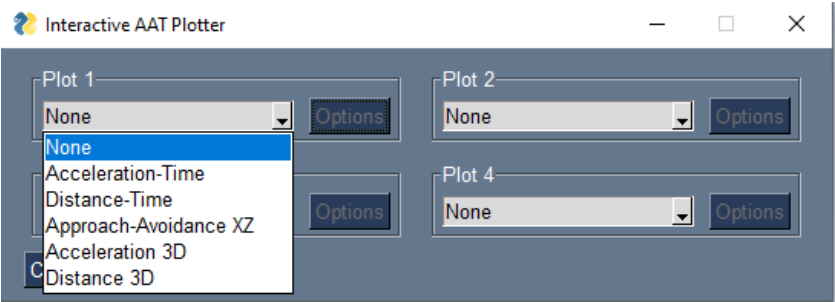 Interactive AAT Plotter
Plot 1
Plot 2
None
Options
None
Options
None
Acceleration-Time
Distance-Time
Approach-Avoidance XZ
Acceleration 3D
Distance 3D
Options
Plot 4
None
Options